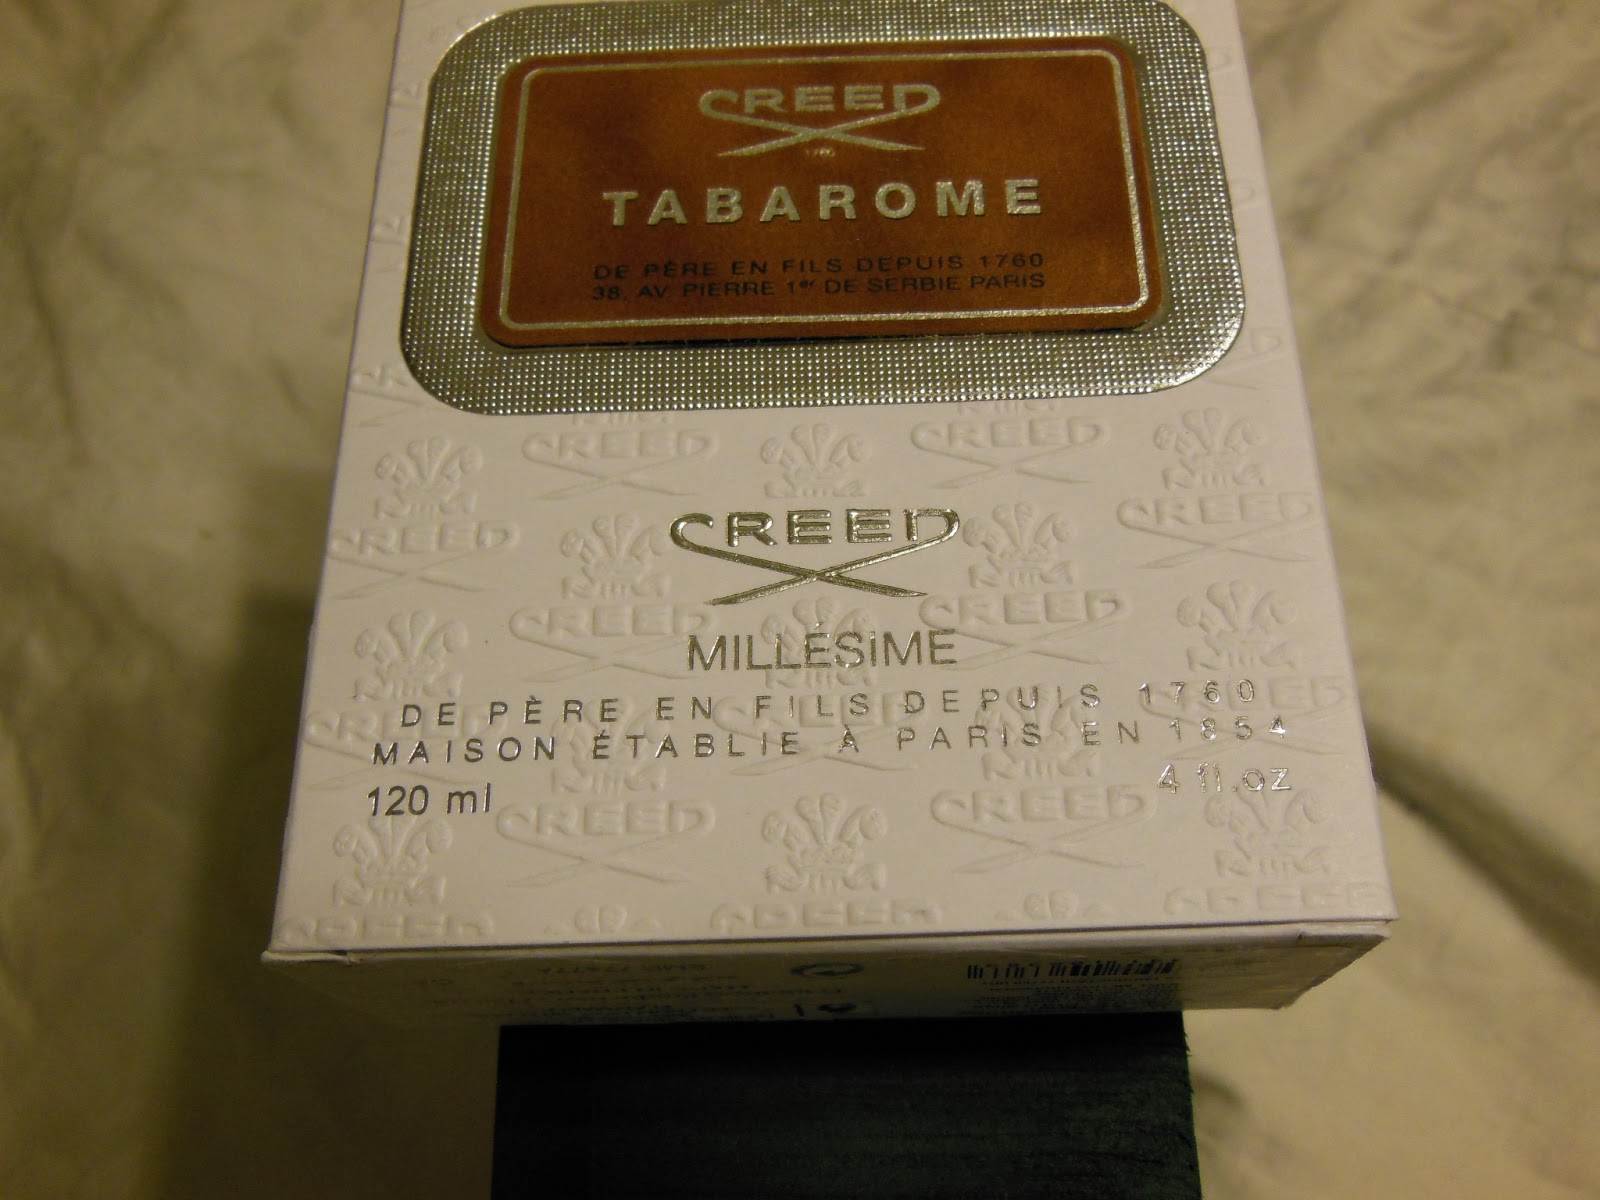 CREED
1760
TABAROME
DE PÈRE EN FILS DEPUIS 1760
38, AV. PIERRE 1er DE SERBIE PARIS
CREED
MILLÉSiME
DE PÈRE EN FILS DEPUIS 1760
MAISON ÉTABLIE À PARIS EN 1854
120 ml 4 fl.oz